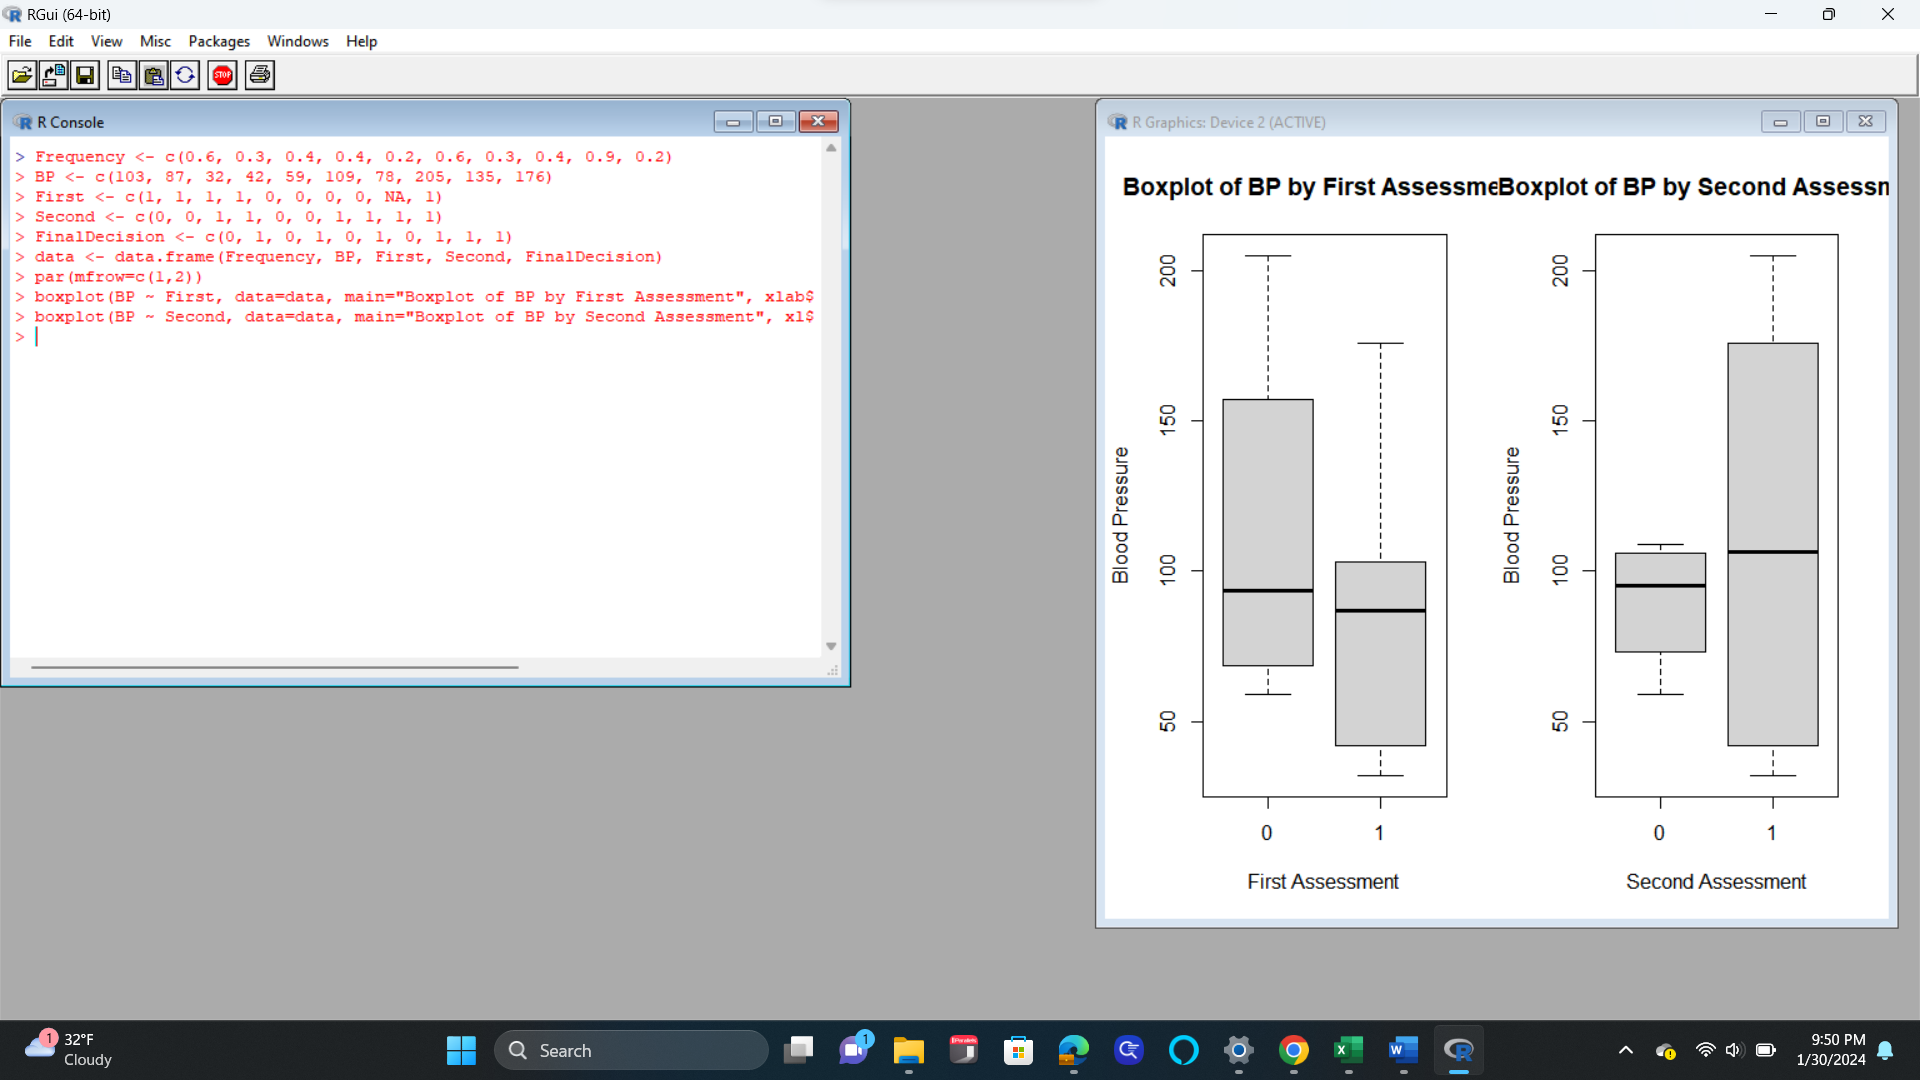 RGui (64-bit)
File Edit View Misc Packages Windows Help
STOP
R Console
> Frequency <- c(0.6, 0.3, 0.4, 0.4, 0.2, 0.6, 0.3, 0.4, 0.9, 0.2)
> BP <- c(103, 87, 32, 42, 59, 109, 78, 205, 135, 176)
> First <- c(1, 1, 1, 1, 0, 0, 0, 0, NA, 1)
> Second <- c(0, 0, 1, 1, 0, 0, 1, 1, 1, 1)
> FinalDecision <- c(0, 1, 0, 1, 0, 1, 0, 1, 1, 1)
> data <- data.frame(Frequency, BP, First, Second, FinalDecision)
> par(mfrow=c(1,2))
> boxplot(BP ~ First, data=data, main="Boxplot of BP by First Assessment", xlab$
> boxplot(BP ~ Second, data=data, main="Boxplot of BP by Second Assessment", xl$
>
R Graphics: Device 2 (ACTIVE)
Boxplot of BP by First Assessme
200
150
100
50
Blood Pressure
0 1
First Assessment
Boxplot of BP by Second Assessn
200
150
100
50
Blood Pressure
0 1
Second Assessment
1
32°F
Cloudy
Search
1
9:50 PM
1/30/2024